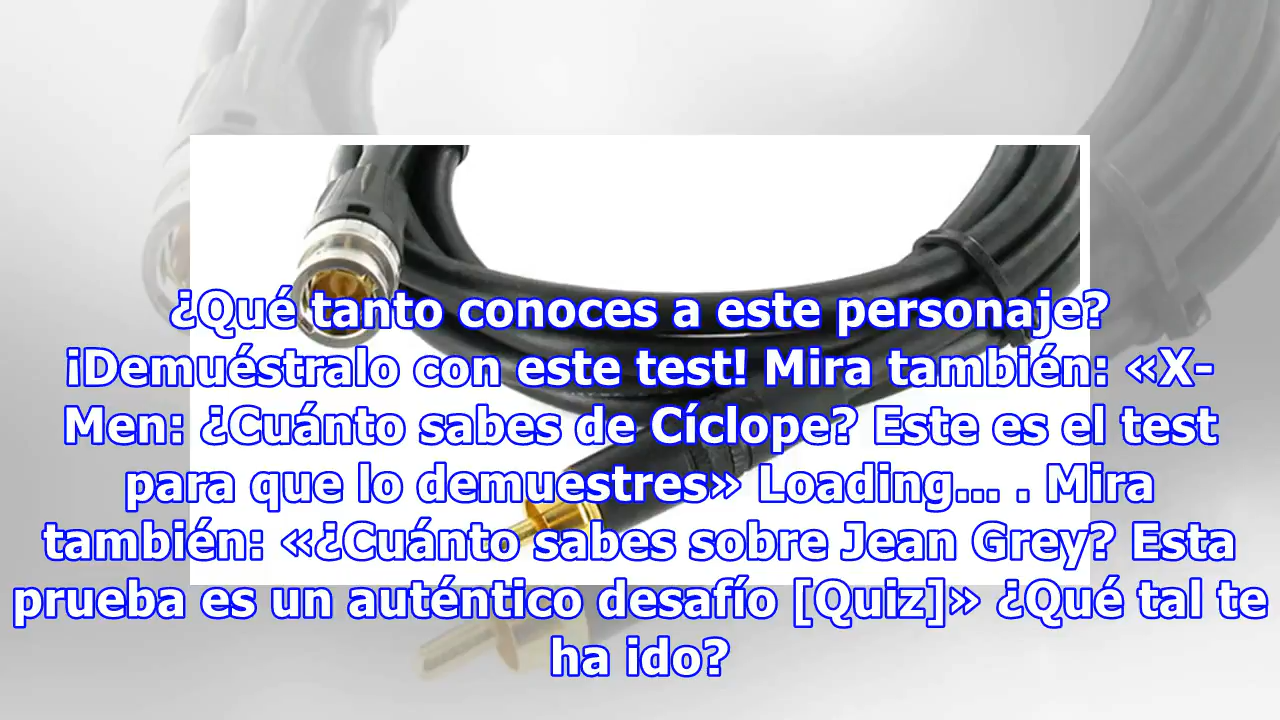 ¿Qué tanto conoces a este personaje?
¡Demuéstralo con este test! Mira también: «X-
Men: ¿Cuánto sabes de Cíclope? Este es el test
para que lo demuestres» Loading... . Mira
también: «¿Cuánto sabes sobre Jean Grey? Esta
prueba es un auténtico desafío [Quiz]» ¿Qué tal te
ha ido?